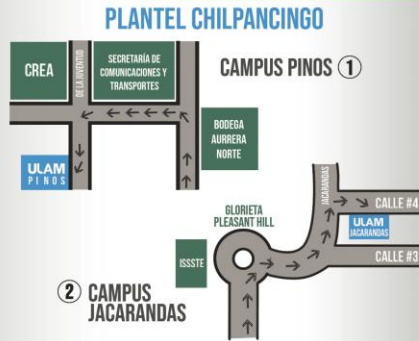 PLANTEL CHILPANCINGO
CREA
DE LA JUVENTUD
SECRETARÍA DE
COMUNICACIONES Y
TRANSPORTES
CAMPUS PINOS 1
BODEGA
AURRERA
NORTE
ULAM
PINOS
JACARANDAS
CALLE #4
GLORIETA
PLEASANT HILL
ULAM
JACARANDAS
ISSSTE
CALLE #3
2 CAMPUS
JACARANDAS